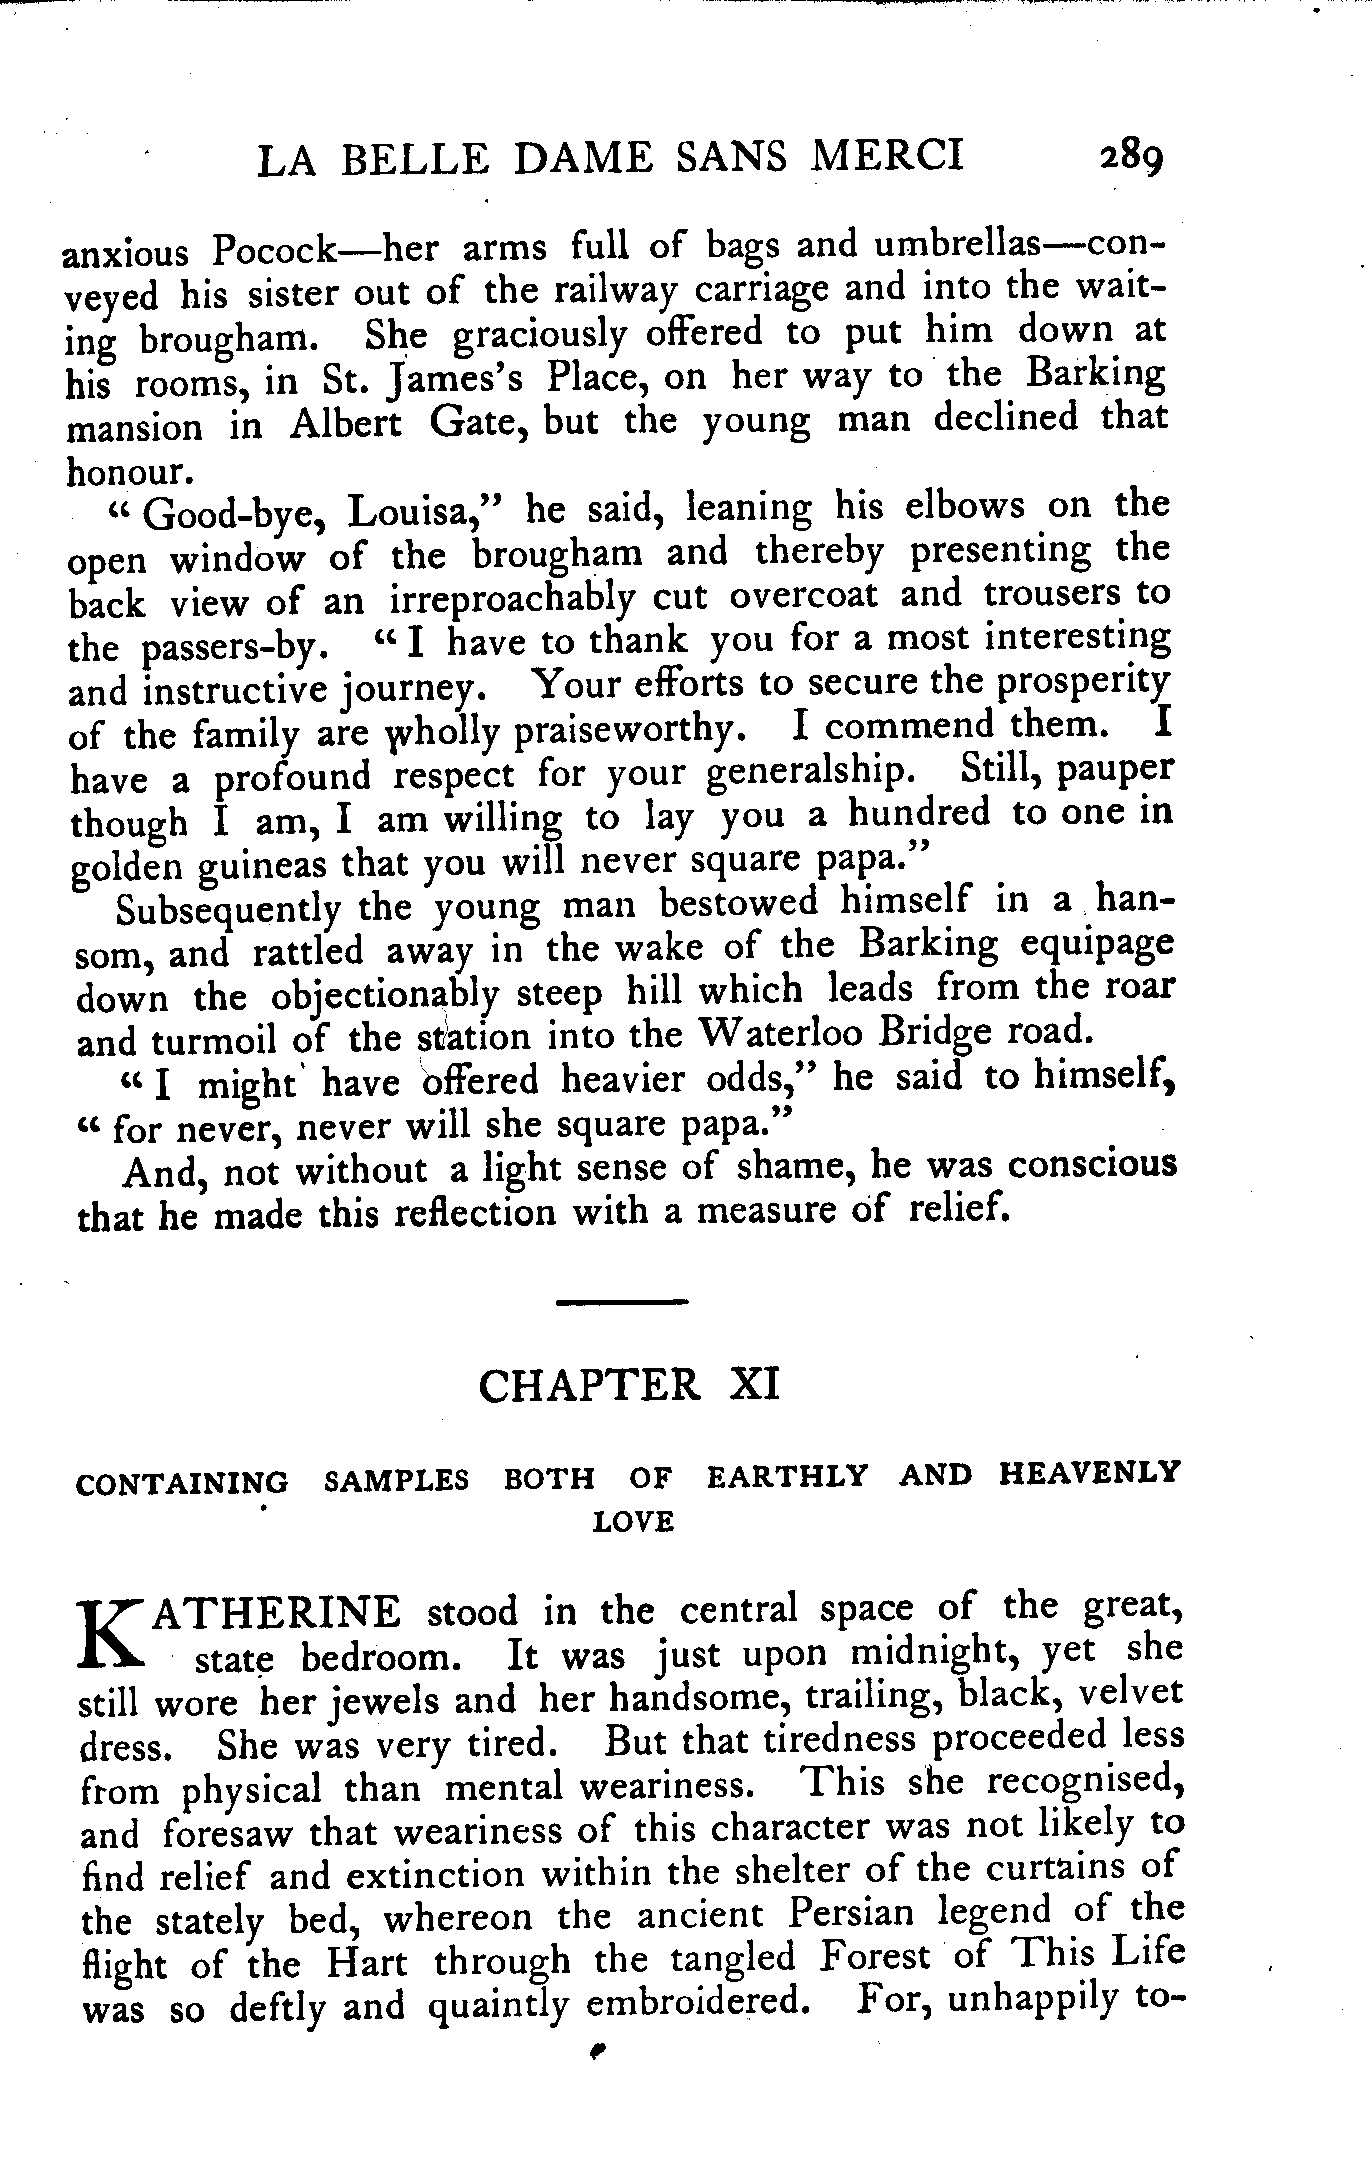 LA BELLE DAME SANS MERCI 289
anxious Pocock—her arms full of bags and umbrellas—con-
veyed his sister out of the railway carriage and into the wait-
ing brougham. She graciously offered to put him down at
his rooms, in St. James's Place, on her way to the Barking
mansion in Albert Gate, but the young man declined that
honour.
“ Good-bye, Louisa,” he said, leaning his elbows on the
open window of the brougham and thereby presenting the
back view of an irreproachably cut overcoat and trousers to
the passers-by. “ I have to thank you for a most interesting
and instructive journey. Your efforts to secure the prosperity
of the family are wholly praiseworthy. I commend them. I
have a profound respect for your generalship. Still, pauper
though I am, I am willing to lay you a hundred to one in
golden guineas that you will never square papa.”
Subsequently the young man bestowed himself in a han-
som, and rattled away in the wake of the Barking equipage
down the objectionably steep hill which leads from the roar
and turmoil of the station into the Waterloo Bridge road.
“ I might have offered heavier odds,” he said to himself,
“ for never, never will she square papa.”
And, not without a light sense of shame, he was conscious
that he made this reflection with a measure of relief.
CHAPTER XI
CONTAINING SAMPLES BOTH OF EARTHLY AND HEAVENLY
LOVE
KATHERINE stood in the central space of the great,
state bedroom. It was just upon midnight, yet she
still wore her jewels and her handsome, trailing, black, velvet
dress. She was very tired. But that tiredness proceeded less
from physical than mental weariness. This she recognised,
and foresaw that weariness of this character was not likely to
find relief and extinction within the shelter of the curtains of
the stately bed, whereon the ancient Persian legend of the
flight of the Hart through the tangled Forest of This Life
was so deftly and quaintly embroidered. For, unhappily to-